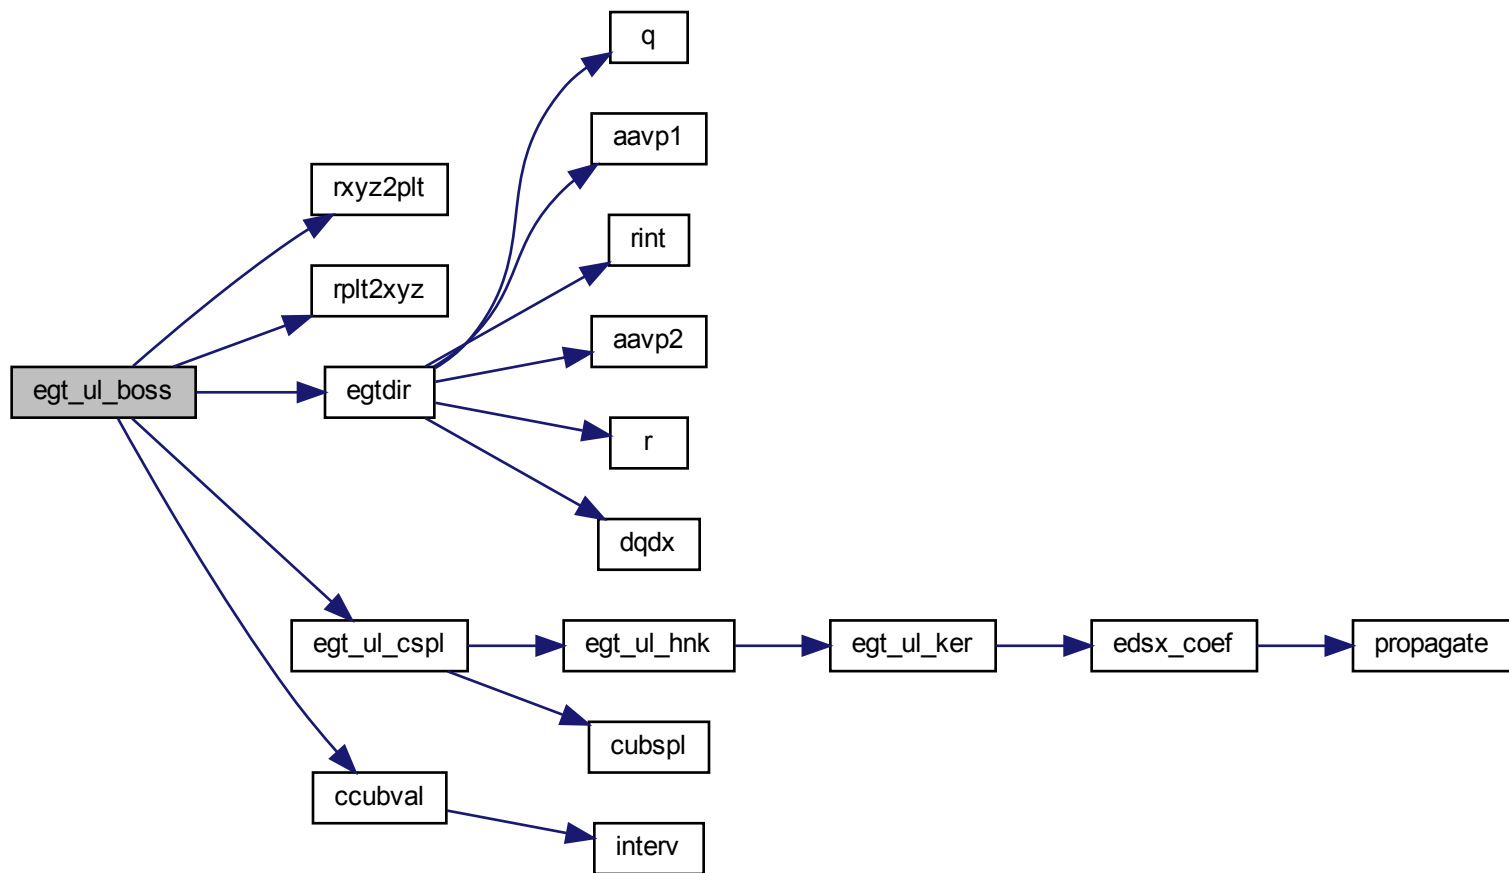 q
aavp1
rxyz2plt
rint
rplt2xyz
aavp2
egt_ul_boss
egtdir
r
dqdx
egt_ul_cspl
egt_ul_hnk
egt_ul_ker
edsx_coef
propagate
cubspl
ccubval
interv